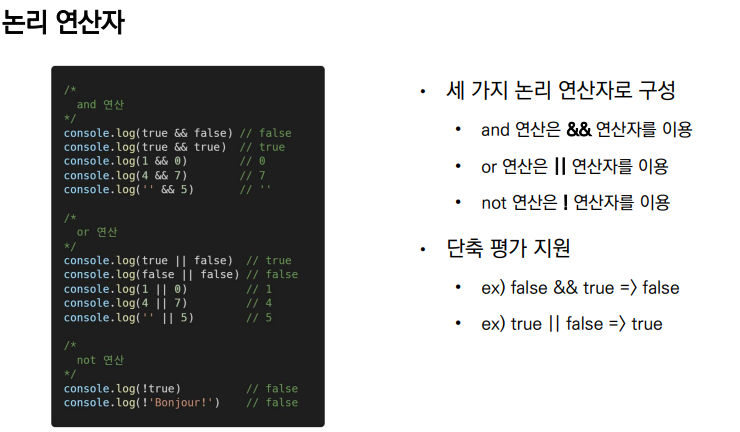 논리 연산자
/*
  and 연산
*/
console.log(true && false) // false
console.log(true && true)  // true
console.log(1 && 0)        // 0
console.log(4 && 7)        // 7
console.log('' && 5)       // ''
/*
  or 연산
*/
console.log(true || false)  // true
console.log(false || false) // false
console.log(1 || 0)         // 1
console.log(4 || 7)         // 4
console.log('' || 5)        // 5
/*
  not 연산
*/
console.log(!true)          // false
console.log(!'Bonjour!')    // false
• 세 가지 논리 연산자로 구성
• and 연산은 && 연산자를 이용
• or 연산은 || 연산자를 이용
• not 연산은 ! 연산자를 이용
• 단축 평가 지원
• ex) false && true => false
• ex) true || false => true